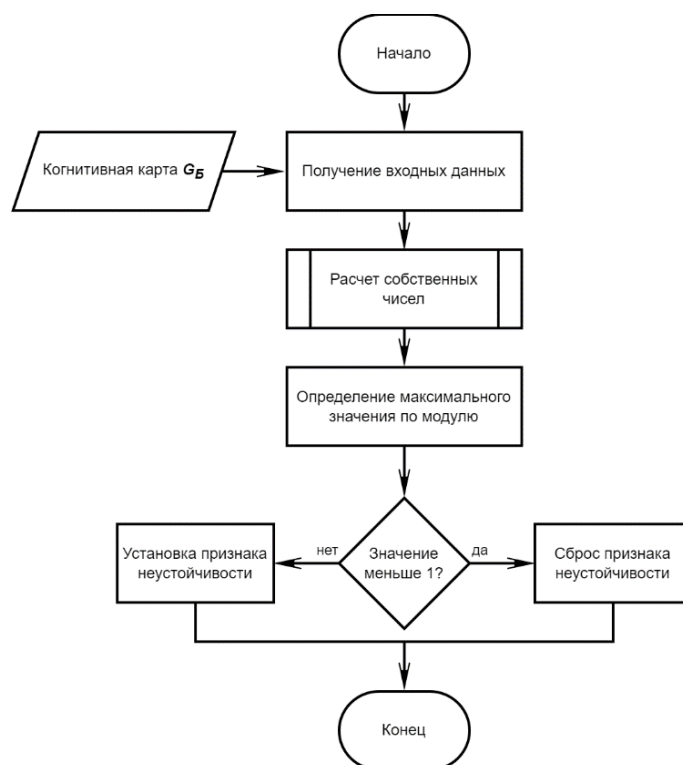 Начало
Когнитивная карта GБ
Получение входных данных
Расчет собственных
чисел
Определение максимального
значения по модулю
Установка признака
неустойчивости
нет
Значение
меньше 1?
да
Сброс признака
неустойчивости
Конец